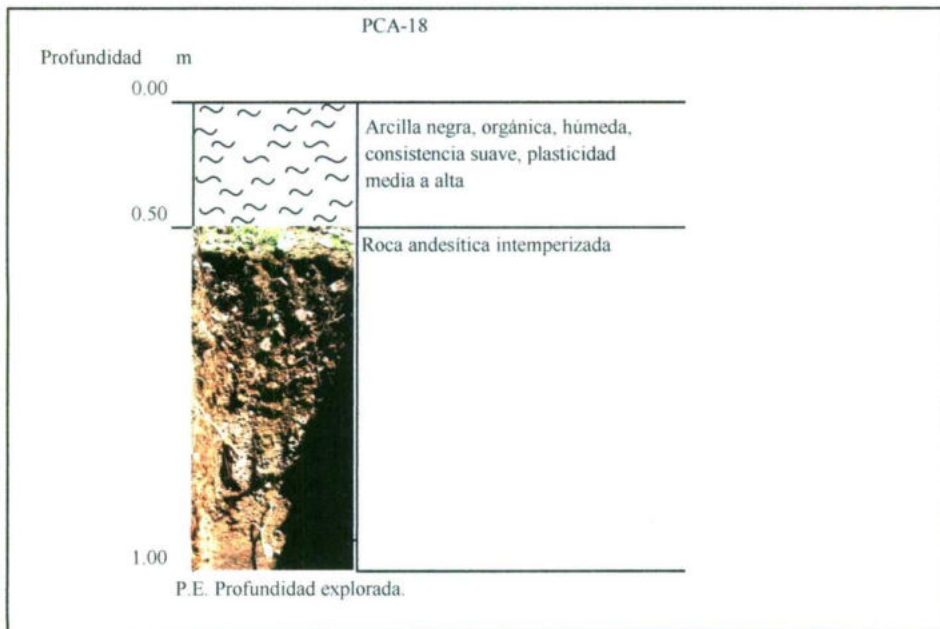 PCA-18
Profundidad m
0.00
Arcilla negra, orgánica, húmeda,
consistencia suave, plasticidad
media a alta
0.50
Roca andesítica intemperizada
1.00
P.E. Profundidad explorada.